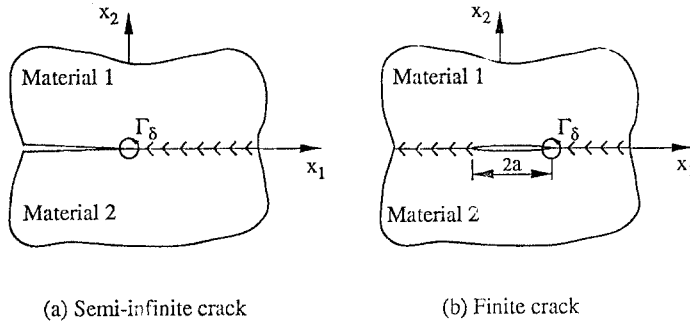 x₂
Material 1
Γδ
x₁
Material 2
(a) Semi-infinite crack
x₂
Material 1
Γδ
2a
x
Material 2
(b) Finite crack